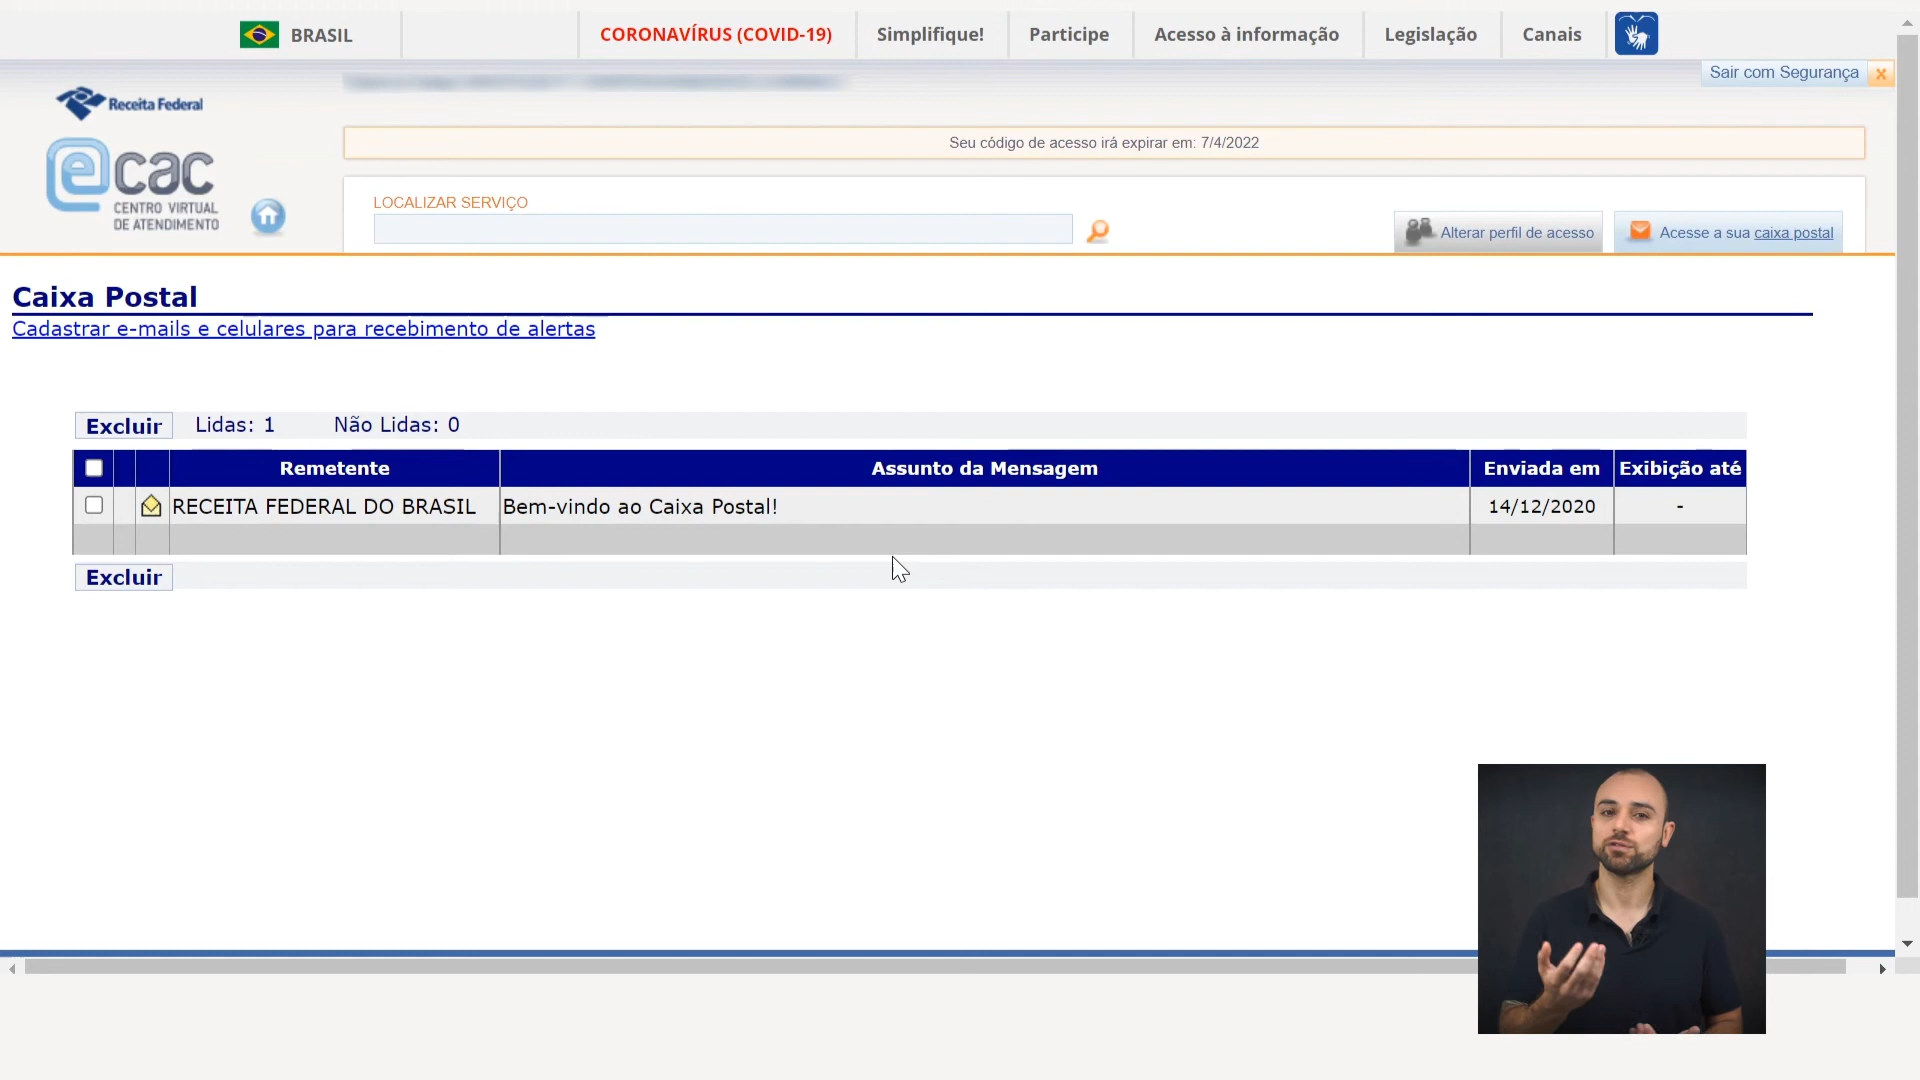 BRASIL
CORONAVÍRUS (COVID-19)
Simplifique!
Participe
Acesso à informação
Legislação
Canais
Sair com Segurança x
Receita Federal
Seu código de acesso irá expirar em: 7/4/2022
ecac
CENTRO VIRTUAL
DE ATENDIMENTO
LOCALIZAR SERVIÇO
Alterar perfil de acesso
Acesse a sua caixa postal
Caixa Postal
Cadastrar e-mails e celulares para recebimento de alertas
Excluir Lidas: 1 Não Lidas: 0
Remetente Assunto da Mensagem Enviada em Exibição até
RECEITA FEDERAL DO BRASIL Bem-vindo ao Caixa Postal! 14/12/2020 -
Excluir